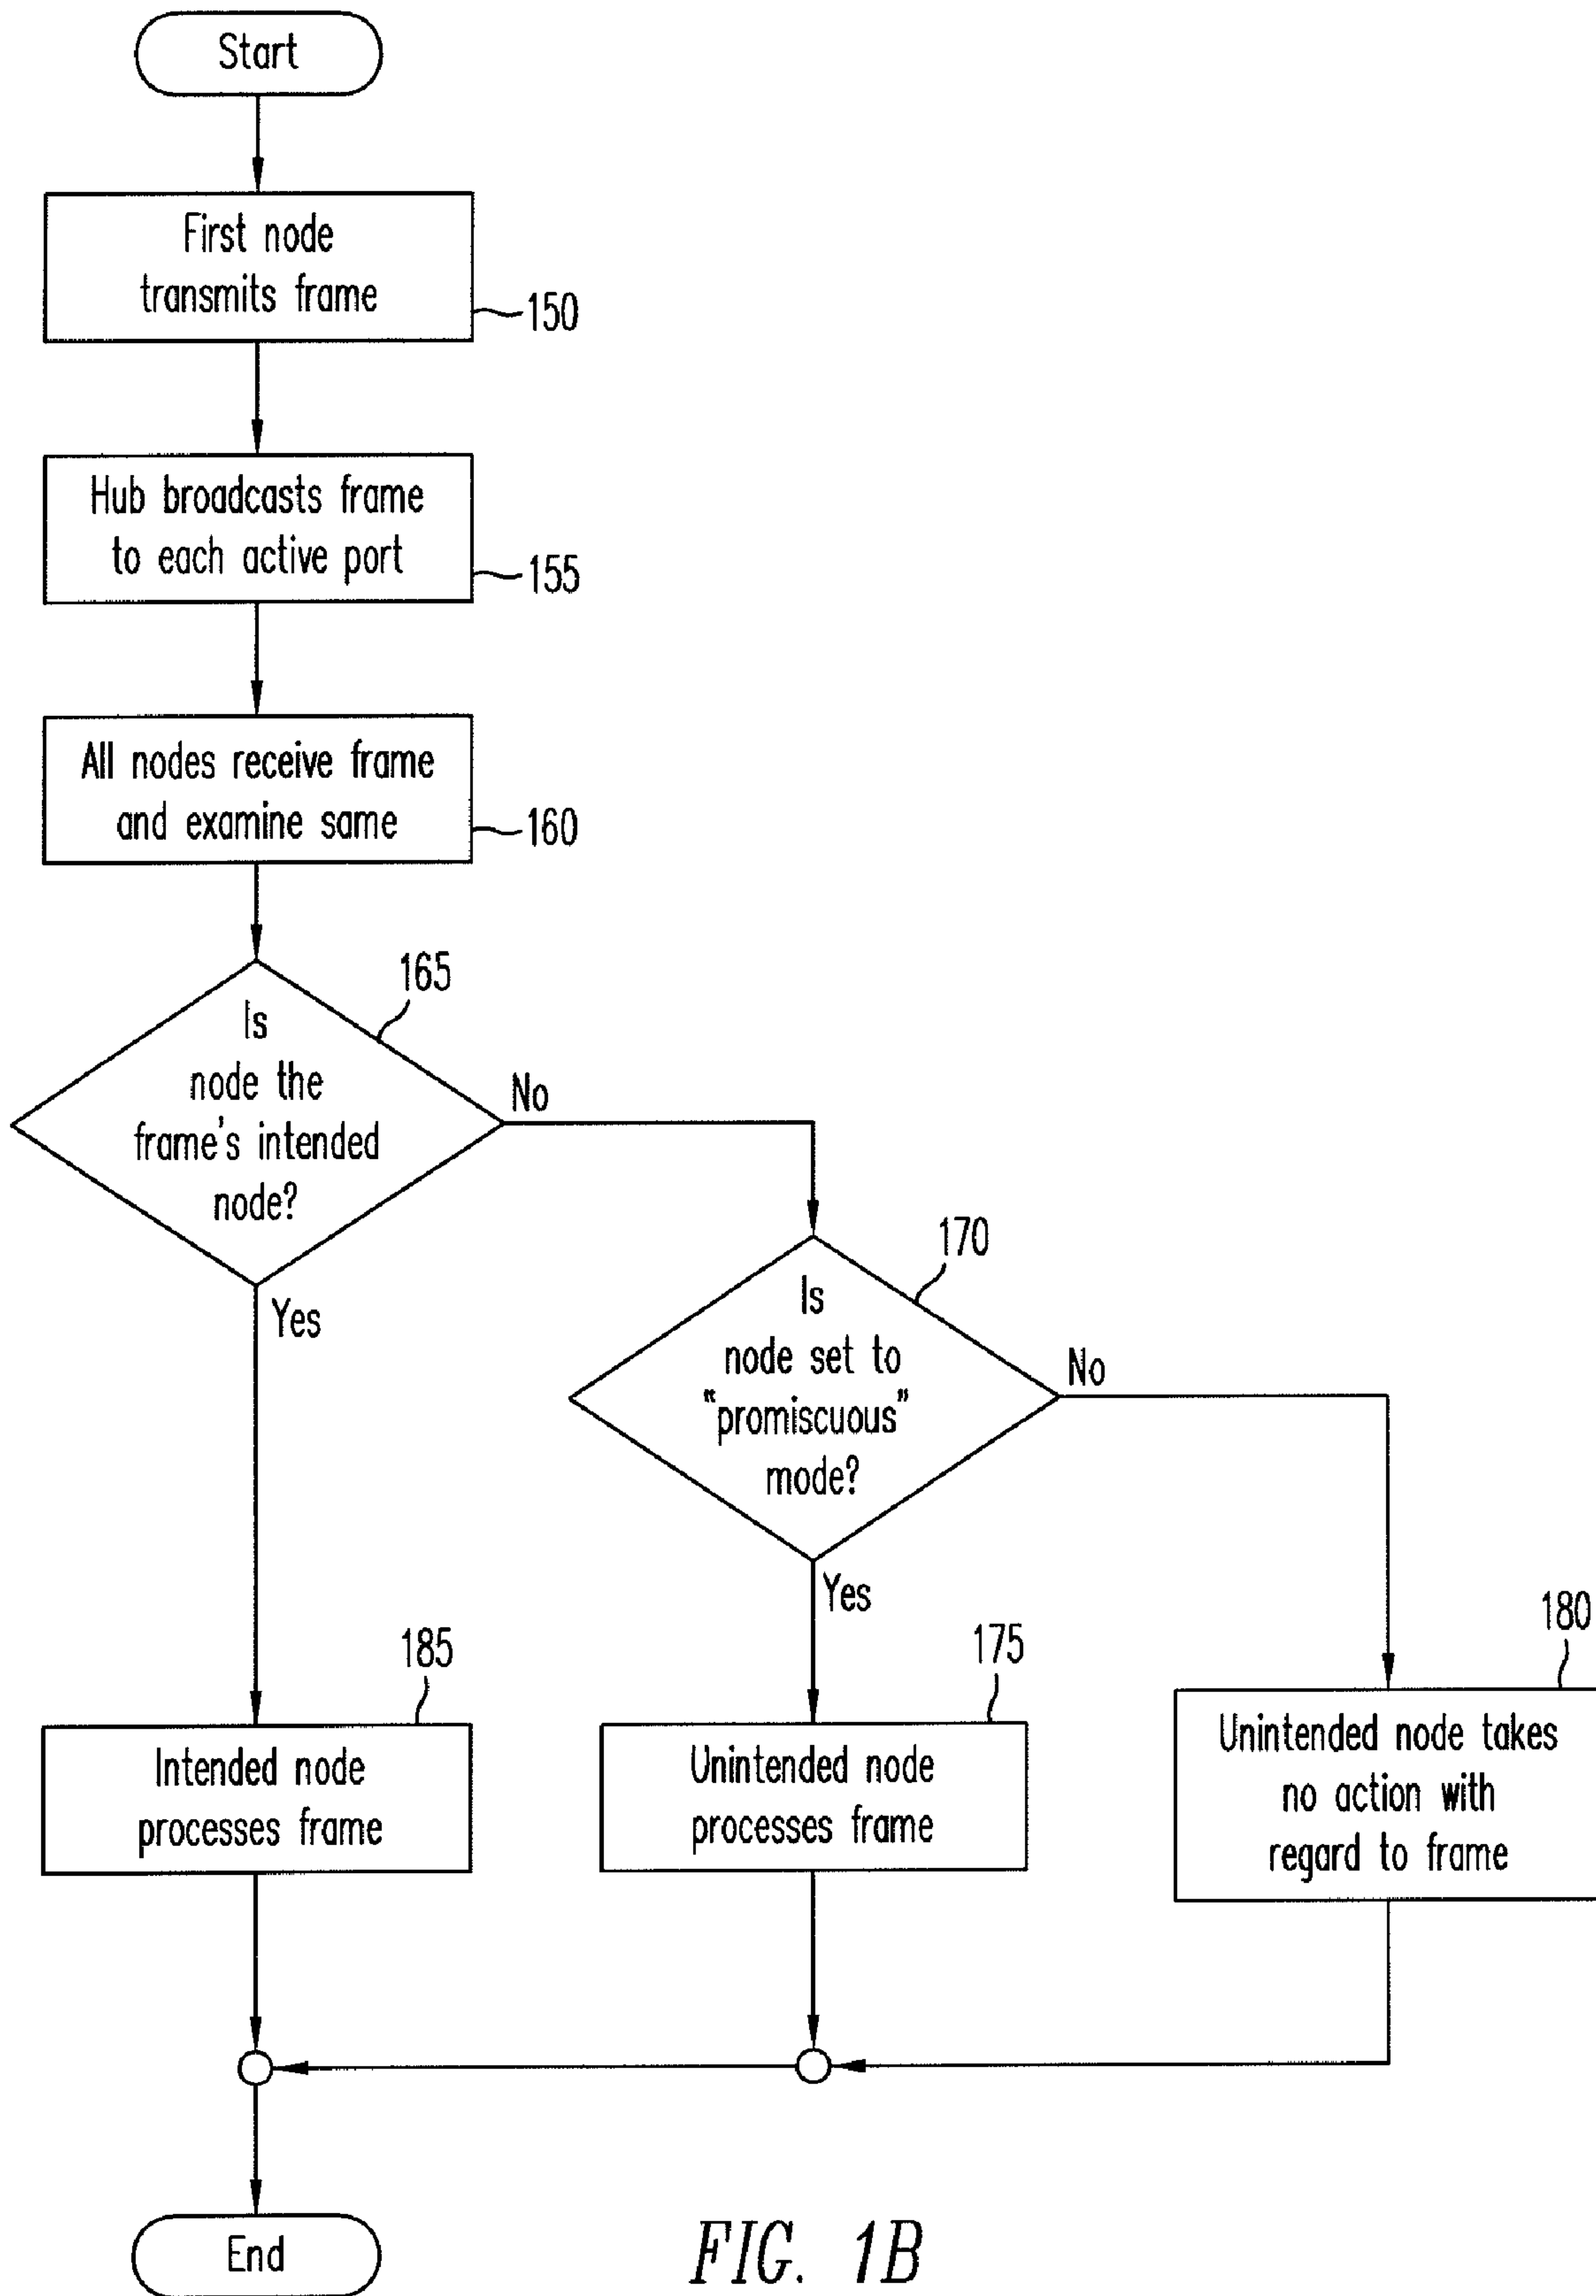 Start
First node
transmits frame
150
Hub broadcasts frame
to each active port
155
All nodes receive frame
and examine same
160
165
Is
node the
frame's intended
node?
No
Yes
170
Is
node set to
"promiscuous"
mode?
No
Yes
185
Intended node
processes frame
175
Unintended node
processes frame
180
Unintended node takes
no action with
regard to frame
End
FIG. 1B